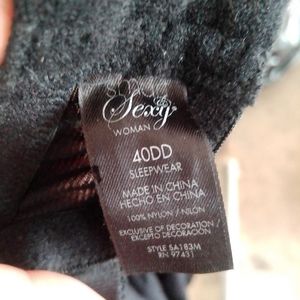 Sexy
WOMAN
40DD
SLEEPWEAR
MADE IN CHINA
HECHO EN CHINA
100% NYLON / NILON
EXCLUSIVE OF DECORATION /
EXCEPTO DECORACION
STYLE SA183M
RN 97431